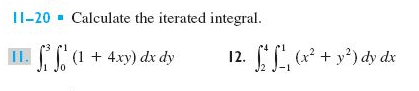 11–20 ▪ Calculate the iterated integral.
11. ∫₁³ ∫₀¹ (1 + 4xy) dx dy 12. ∫₂⁴ ∫₋₁¹ (x² + y²) dy dx